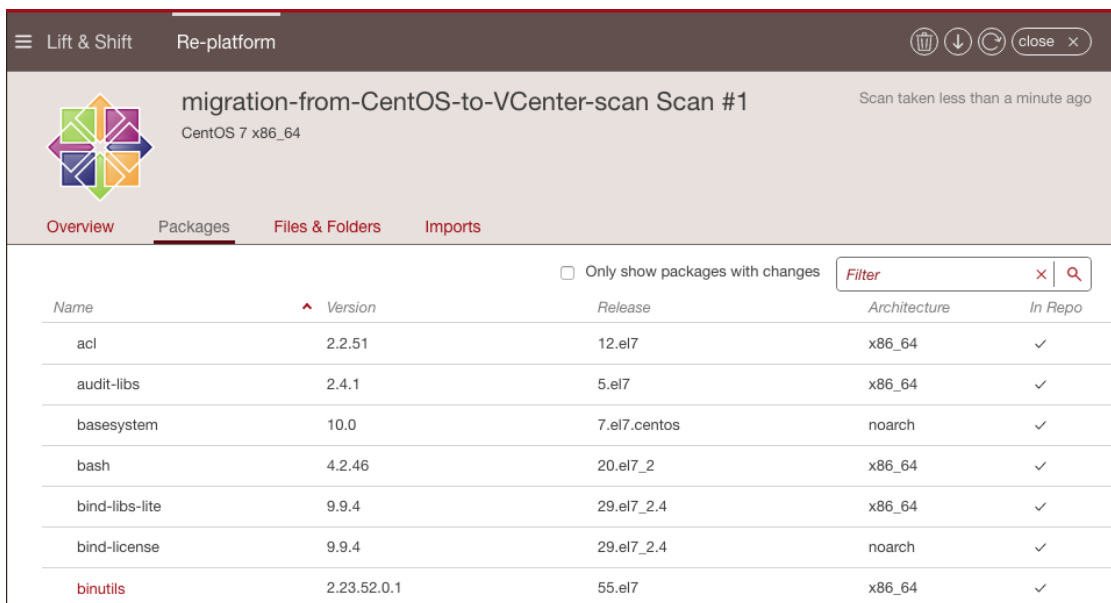 Lift & Shift Re-platform close ×
migration-from-CentOS-to-VCenter-scan Scan #1 Scan taken less than a minute ago
CentOS 7 x86_64
Overview Packages Files & Folders Imports
Only show packages with changes Filter
Name Version Release Architecture In Repo
acl 2.2.51 12.el7 x86_64 ✓
audit-libs 2.4.1 5.el7 x86_64 ✓
basesystem 10.0 7.el7.centos noarch ✓
bash 4.2.46 20.el7_2 x86_64 ✓
bind-libs-lite 9.9.4 29.el7_2.4 x86_64 ✓
bind-license 9.9.4 29.el7_2.4 noarch ✓
binutils 2.23.52.0.1 55.el7 x86_64 ✓